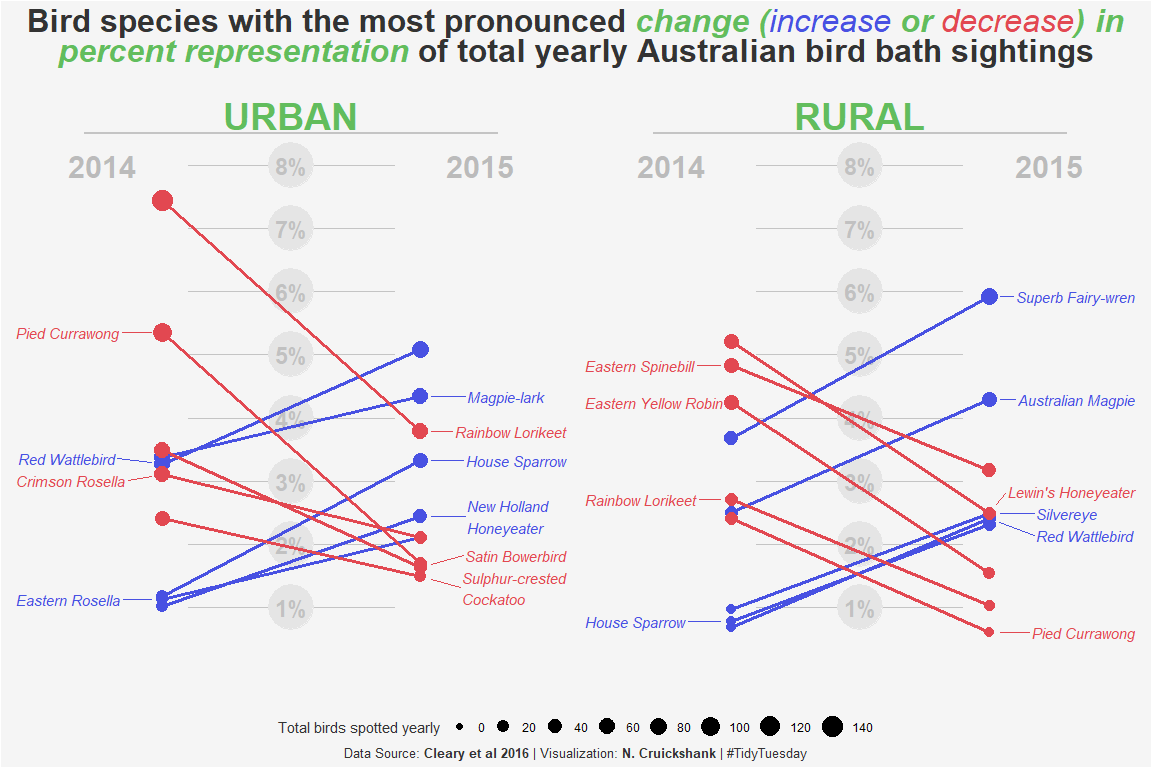 Bird species with the most pronounced change (increase or decrease) in
percent representation of total yearly Australian bird bath sightings
URBAN
2014
2015
8%
7%
6%
5%
4%
3%
2%
1%
Pied Currawong
Red Wattlebird
Crimson Rosella
Eastern Rosella
Magpie-lark
Rainbow Lorikeet
House Sparrow
New Holland
Honeyeater
Satin Bowerbird
Sulphur-crested
Cockatoo
RURAL
2014
2015
8%
7%
6%
5%
4%
3%
2%
1%
Eastern Spinebill
Eastern Yellow Robin
Rainbow Lorikeet
House Sparrow
Superb Fairy-wren
Australian Magpie
Lewin's Honeyeater
Silvereye
Red Wattlebird
Pied Currawong
Total birds spotted yearly 0 20 40 60 80 100 120 140
Data Source: Cleary et al 2016 | Visualization: N. Cruickshank | #TidyTuesday